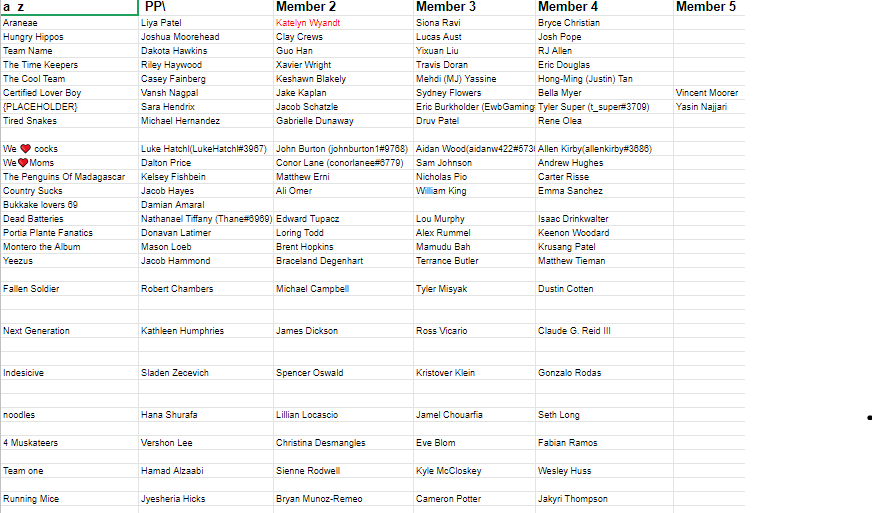 a z PP\ Member 2 Member 3 Member 4 Member 5
Araneae Liya Patel Katelyn Wyandt Siona Ravi Bryce Christian
Hungry Hippos Joshua Moorehead Clay Crews Lucas Aust Josh Pope
Team Name Dakota Hawkins Guo Han Yixuan Liu RJ Allen
The Time Keepers Riley Haywood Xavier Wright Travis Doran Eric Douglas
The Cool Team Casey Fainberg Keshawn Blakely Mehdi (MJ) Yassine Hong-Ming (Justin) Tan
Certified Lover Boy Vansh Nagpal Jake Kaplan Sydney Flowers Bella Myer Vincent Moorer
{PLACEHOLDER} Sara Hendrix Jacob Schatzle Eric Burkholder (EwbGaming Tyler Super (t_super#3709) Yasin Najjari
Tired Snakes Michael Hernandez Gabrielle Dunaway Druv Patel Rene Olea
We ❤ cocks Luke Hatchl(LukeHatchl#3967) John Burton (johnburton1#9768) Aidan Wood(aidanw422#573 Allen Kirby(allenkirby#3686)
We❤Moms Dalton Price Conor Lane (conorlanee#6779) Sam Johnson Andrew Hughes
The Penguins Of Madagascar Kelsey Fishbein Matthew Erni Nicholas Pio Carter Risse
Country Sucks Jacob Hayes Ali Omer William King Emma Sanchez
Bukkake lovers 69 Damian Amaral
Dead Batteries Nathanael Tiffany (Thane#6969) Edward Tupacz Lou Murphy Isaac Drinkwalter
Portia Plante Fanatics Donavan Latimer Loring Todd Alex Rummel Keenon Woodard
Montero the Album Mason Loeb Brent Hopkins Mamudu Bah Krusang Patel
Yeezus Jacob Hammond Braceland Degenhart Terrance Butler Matthew Tieman
Fallen Soldier Robert Chambers Michael Campbell Tyler Misyak Dustin Cotten
Next Generation Kathleen Humphries James Dickson Ross Vicario Claude G. Reid III
Indesicive Sladen Zecevich Spencer Oswald Kristover Klein Gonzalo Rodas
noodles Hana Shurafa Lillian Locascio Jamel Chouarfia Seth Long
4 Muskateers Vershon Lee Christina Desmangles Eve Blom Fabian Ramos
Team one Hamad Alzaabi Sienne Rodwell Kyle McCloskey Wesley Huss
Running Mice Jyesheria Hicks Bryan Munoz-Remeo Cameron Potter Jakyri Thompson